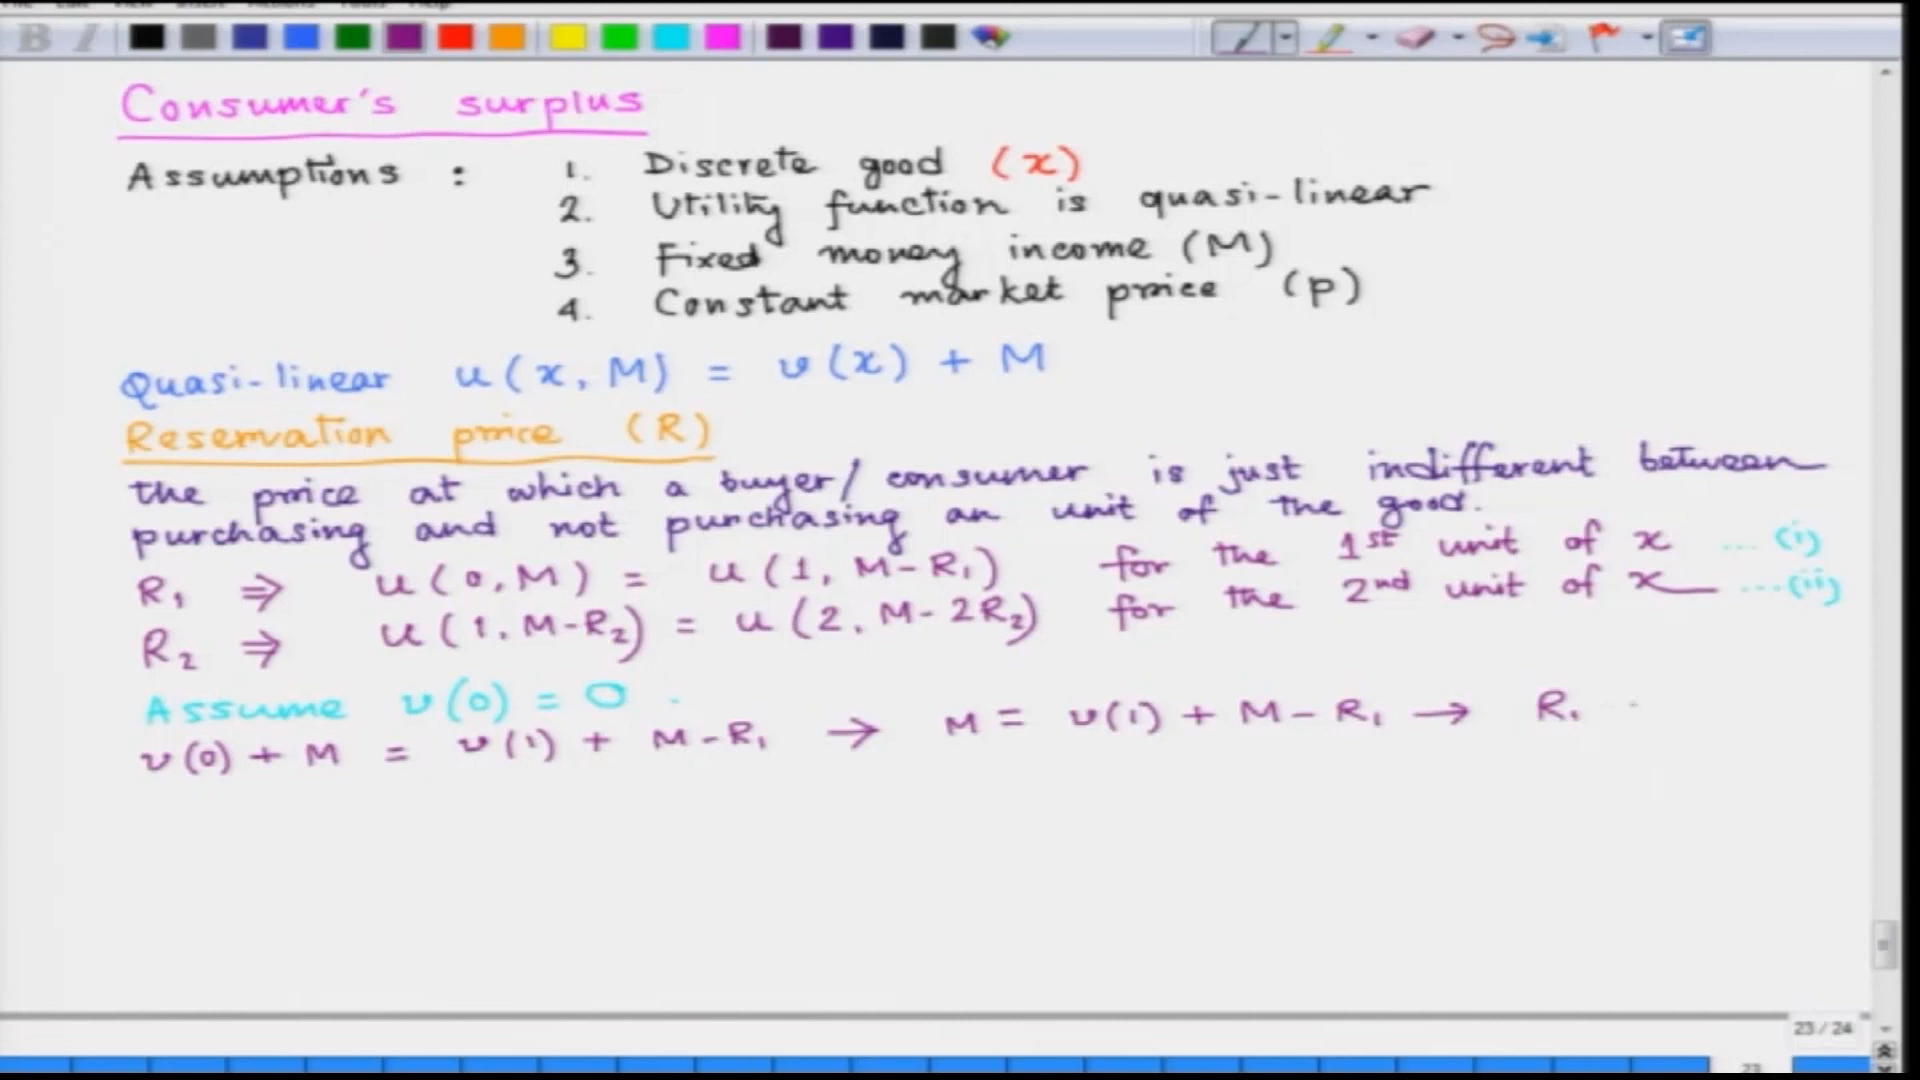 B I
Consumer's surplus
Assumptions : 1. Discrete good (x)
2. Utility function is quasi-linear
3. Fixed money income (M)
4. Constant market price (p)
Quasi-linear u(x, M) = v(x) + M
Reservation price (R)
the price at which a buyer/consumer is just indifferent between
purchasing and not purchasing an unit of the good.
R₁ ⇒ u(0, M) = u(1, M-R₁) for the 1st unit of x ... (i)
R₂ ⇒ u(1, M-R₂) = u(2, M-2R₂) for the 2nd unit of x ....(ii)
Assume v(0) = 0
v(0) + M = v(1) + M-R₁ → M = v(1) + M-R₁ → R₁
23 / 24